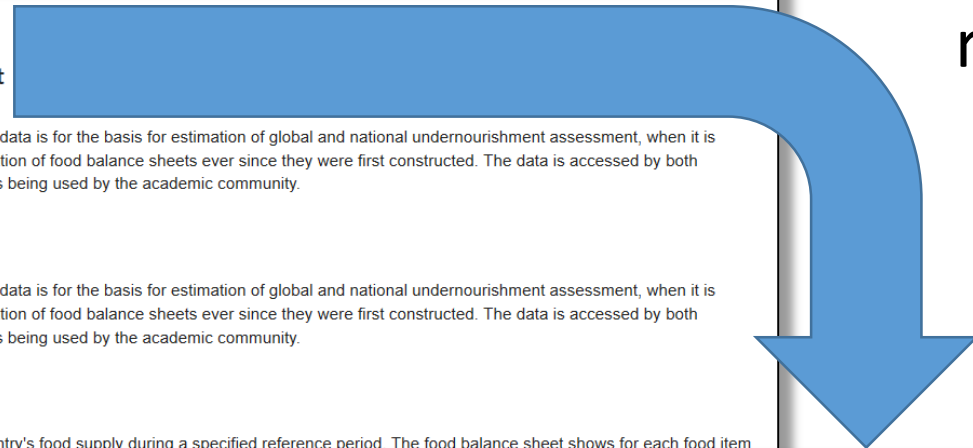 data is for the basis for estimation of global and national undernourishment assessment, when it is
tion of food balance sheets ever since they were first constructed. The data is accessed by both
s being used by the academic community.
data is for the basis for estimation of global and national undernourishment assessment, when it is
tion of food balance sheets ever since they were first constructed. The data is accessed by both
s being used by the academic community.
ntry's food supply during a specified reference period. The food balance sheet shows for each food item